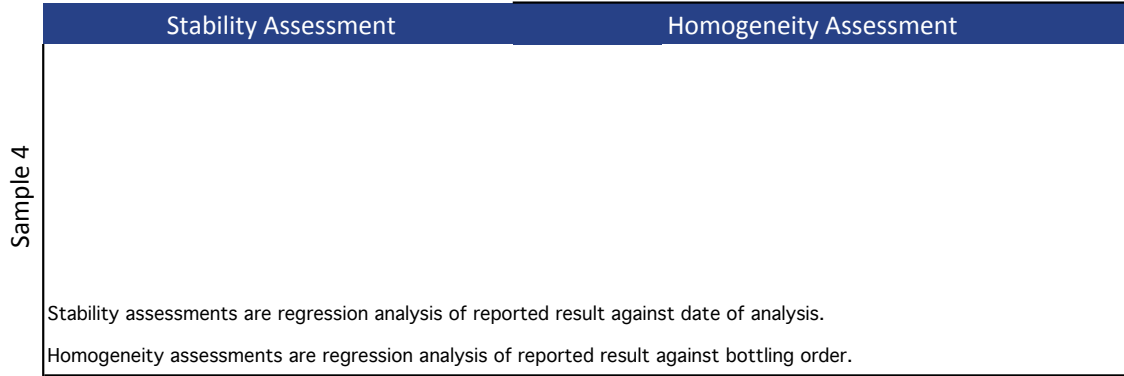 Stability Assessment
Homogeneity Assessment
Sample 4
Stability assessments are regression analysis of reported result against date of analysis.
Homogeneity assessments are regression analysis of reported result against bottling order.